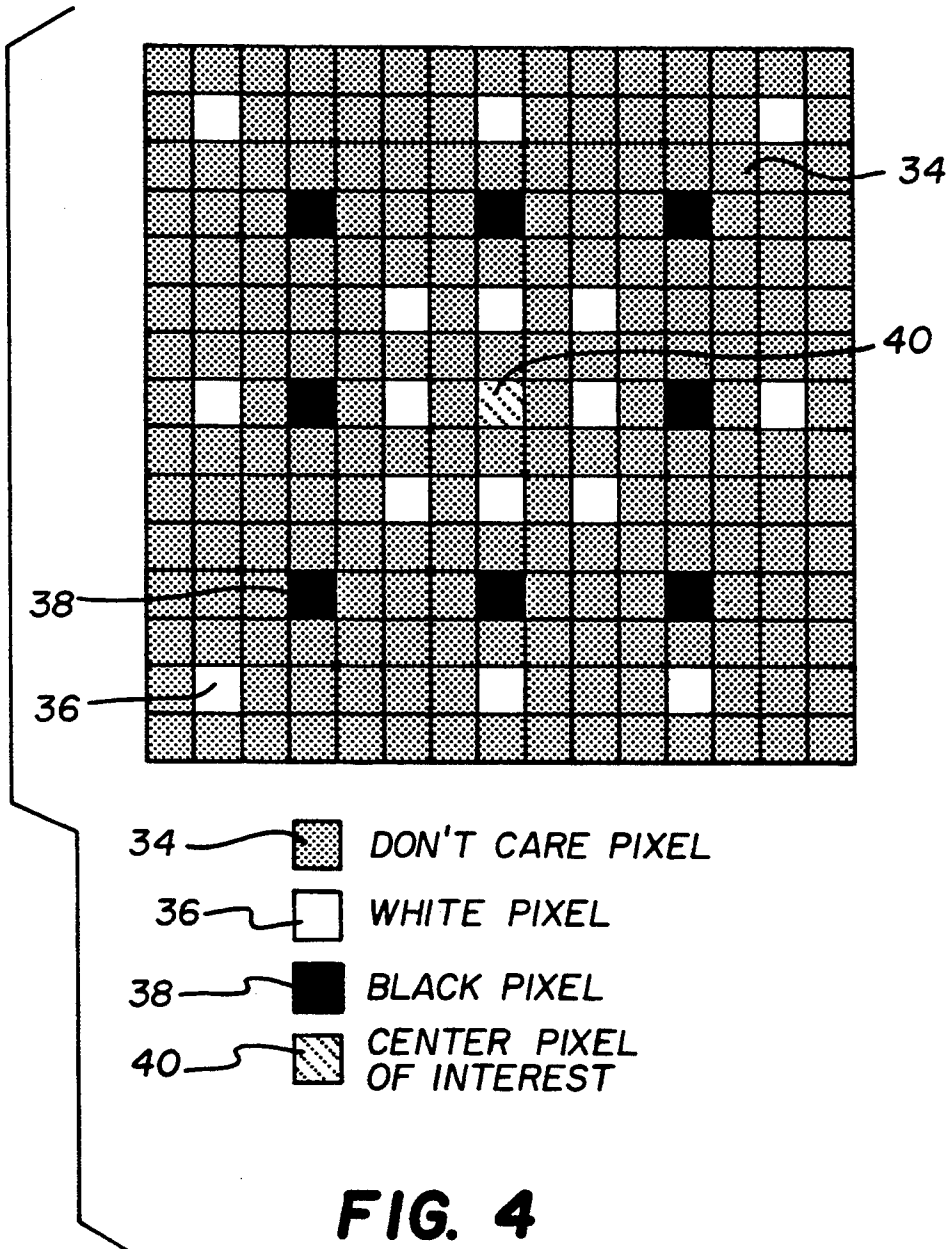 34
40
38
36
34 DON'T CARE PIXEL
36 WHITE PIXEL
38 BLACK PIXEL
40 CENTER PIXEL
OF INTEREST
FIG. 4